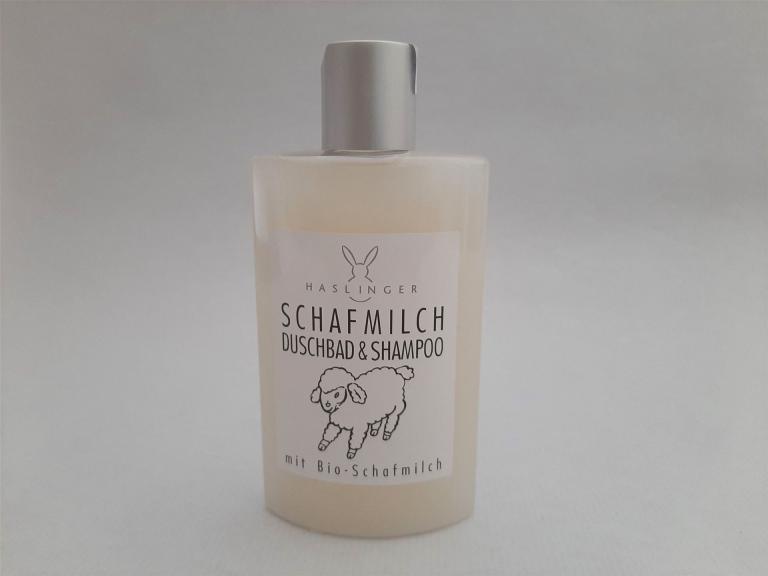 HASLINGER
SCHAFMILCH
DUSCHBAD & SHAMPOO
mit Bio-Schafmilch